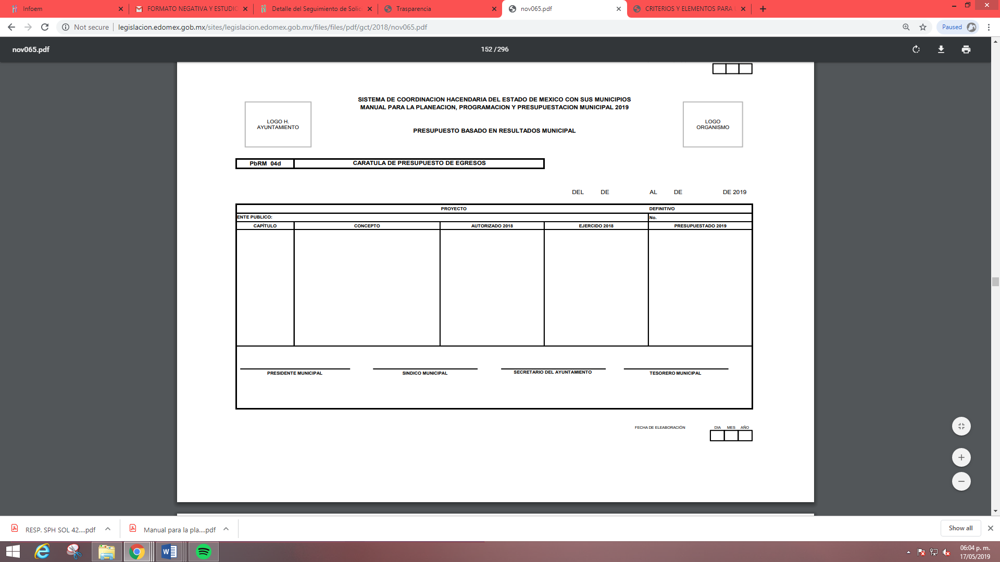 Infoem
FORMATO NEGATIVA Y ESTUDIO
Detalle del Seguimiento de Solici
Trasparencia
nov065.pdf
CRITERIOS Y ELEMENTOS PARA
Not secure
legislacion.edomex.gob.mx/sites/legislacion.edomex.gob.mx/files/files/pdf/gct/2018/nov065.pdf
Paused
nov065.pdf
152 / 296
SISTEMA DE COORDINACION HACENDARIA DEL ESTADO DE MEXICO CON SUS MUNICIPIOS
MANUAL PARA LA PLANEACION, PROGRAMACION Y PRESUPUESTACION MUNICIPAL 2019
LOGO H.
AYUNTAMIENTO
LOGO
ORGANISMO
PRESUPUESTO BASADO EN RESULTADOS MUNICIPAL
PbRM 04d
CARATULA DE PRESUPUESTO DE EGRESOS
DEL DE AL DE DE 2019
PROYECTO
DEFINITIVO
ENTE PUBLICO:
No.
CAPÍTULO
CONCEPTO
AUTORIZADO 2018
EJERCIDO 2018
PRESUPUESTADO 2019
PRESIDENTE MUNICIPAL
SINDICO MUNICIPAL
SECRETARIO DEL AYUNTAMIENTO
TESORERO MUNICIPAL
FECHA DE ELEABORACIÓN
DIA MES AÑO
RESP. SPH SOL 42....pdf
Manual para la pla....pdf
Show all
06:04 p. m.
17/05/2019